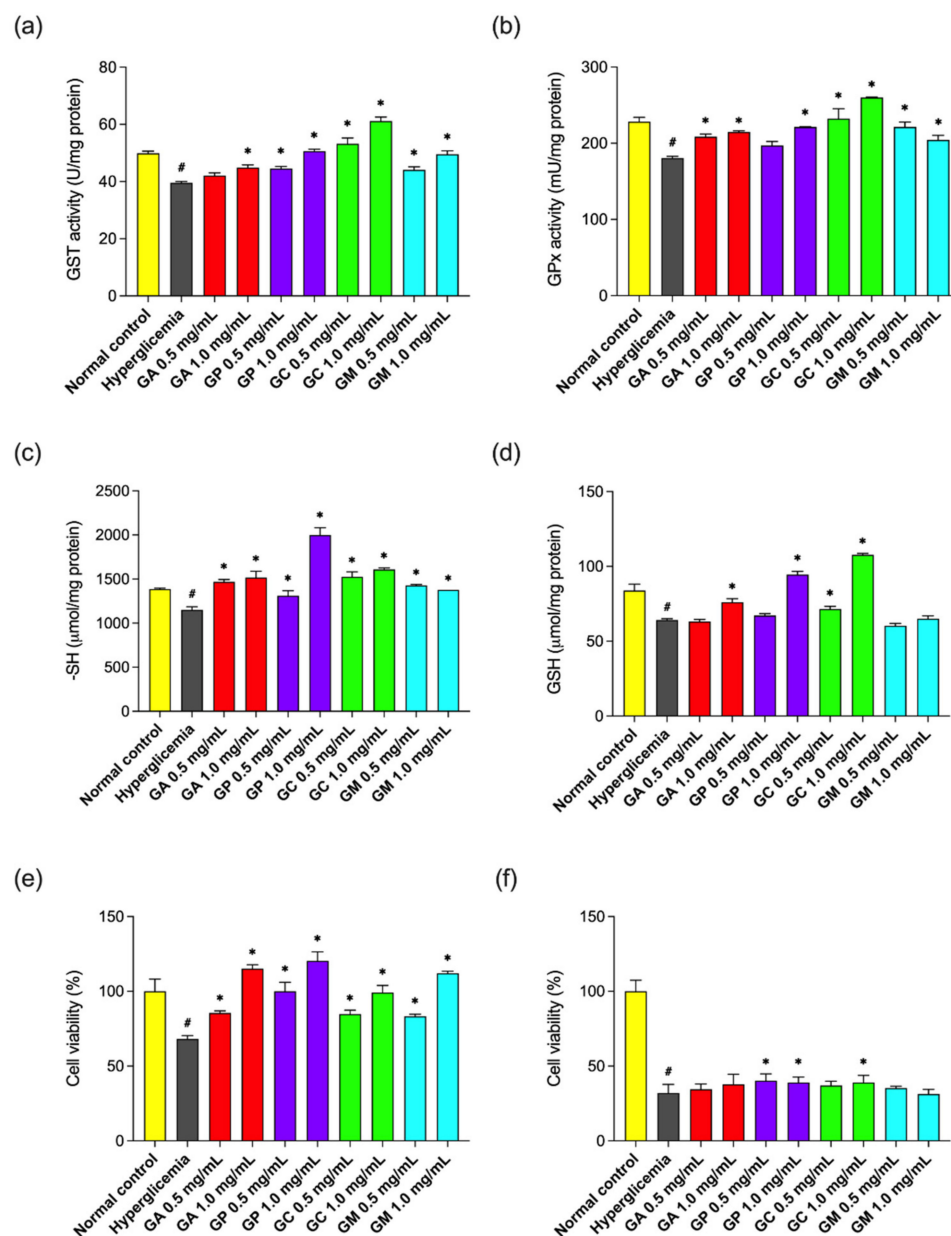 (a)
GST activity (U/mg protein)
80
60
40
20
0
#
*
*
*
*
*
*
*
Normal control
Hyperglicemia
GA 0.5 mg/mL
GA 1.0 mg/mL
GP 0.5 mg/mL
GP 1.0 mg/mL
GC 0.5 mg/mL
GC 1.0 mg/mL
GM 0.5 mg/mL
GM 1.0 mg/mL
(b)
GPx activity (mU/mg protein)
300
200
100
0
#
*
*
*
*
*
*
*
Normal control
Hyperglicemia
GA 0.5 mg/mL
GA 1.0 mg/mL
GP 0.5 mg/mL
GP 1.0 mg/mL
GC 0.5 mg/mL
GC 1.0 mg/mL
GM 0.5 mg/mL
GM 1.0 mg/mL
(c)
-SH (μmol/mg protein)
2500
2000
1500
1000
500
0
#
*
*
*
*
*
*
*
*
Normal control
Hyperglicemia
GA 0.5 mg/mL
GA 1.0 mg/mL
GP 0.5 mg/mL
GP 1.0 mg/mL
GC 0.5 mg/mL
GC 1.0 mg/mL
GM 0.5 mg/mL
GM 1.0 mg/mL
(d)
GSH (μmol/mg protein)
150
100
50
0
#
*
*
*
*
Normal control
Hyperglicemia
GA 0.5 mg/mL
GA 1.0 mg/mL
GP 0.5 mg/mL
GP 1.0 mg/mL
GC 0.5 mg/mL
GC 1.0 mg/mL
GM 0.5 mg/mL
GM 1.0 mg/mL
(e)
Cell viability (%)
150
100
50
0
#
*
*
*
*
*
*
*
*
Normal control
Hyperglicemia
GA 0.5 mg/mL
GA 1.0 mg/mL
GP 0.5 mg/mL
GP 1.0 mg/mL
GC 0.5 mg/mL
GC 1.0 mg/mL
GM 0.5 mg/mL
GM 1.0 mg/mL
(f)
Cell viability (%)
150
100
50
0
#
*
*
*
Normal control
Hyperglicemia
GA 0.5 mg/mL
GA 1.0 mg/mL
GP 0.5 mg/mL
GP 1.0 mg/mL
GC 0.5 mg/mL
GC 1.0 mg/mL
GM 0.5 mg/mL
GM 1.0 mg/mL